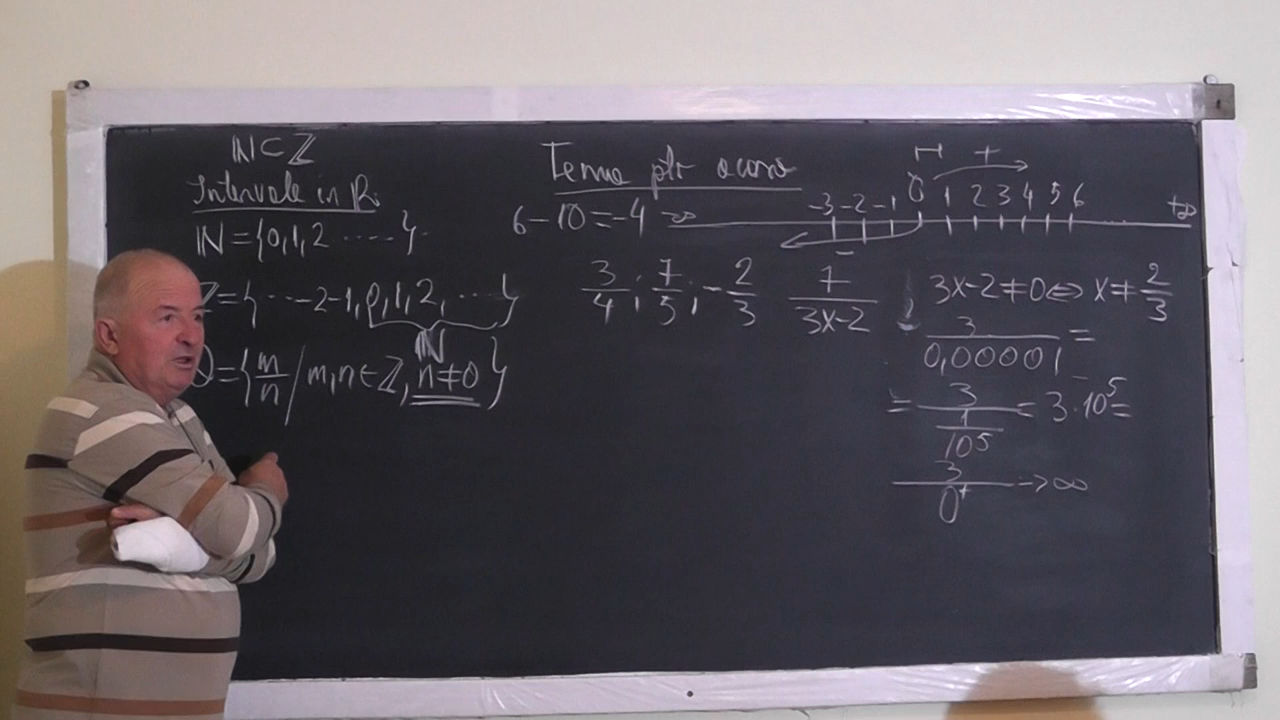 ℕ⊂ℤ
Intervale în ℝ.
ℕ={0,1,2 .....}.
ℤ={...-2-1,0,1,2,...}
ℕ
ℚ={m/n / m,n∈ℤ, n≠0}
Teme ptr acasă
6-10=-4
-∞ -3 -2 -1 0 1 2 3 4 5 6 ... +∞
+
-
3/4; 7/5; -2/3
7/(3x-2)
3x-2≠0⇔x≠2/3
3/0,00001 =
= 3/(1/10⁵) = 3·10⁵=
3/0⁺ → ∞